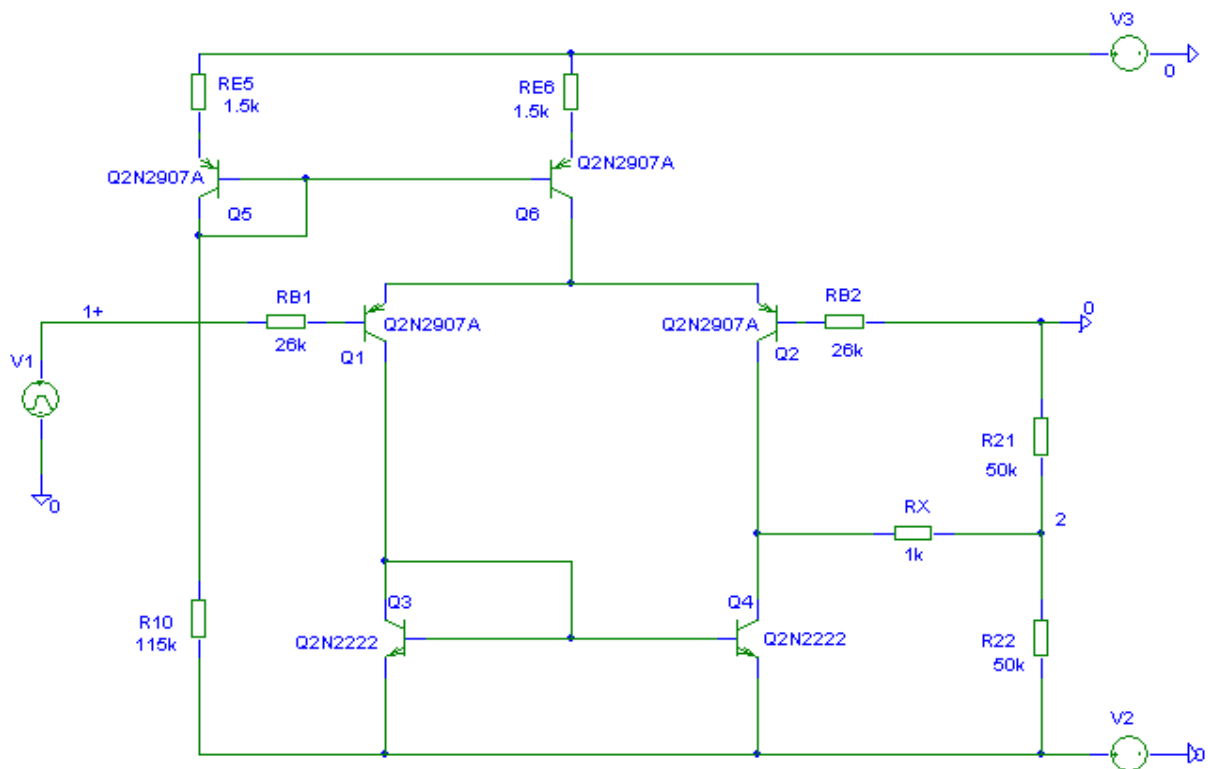 V3
0
RE5
1.5k
RE6
1.5k
Q2N2907A
Q5
Q2N2907A
Q6
1+
RB1
26k
Q2N2907A
Q1
Q2N2907A
Q2
RB2
26k
0
V1
0
R21
50k
RX
1k
2
R10
115k
Q3
Q2N2222
Q4
Q2N2222
R22
50k
V2
0